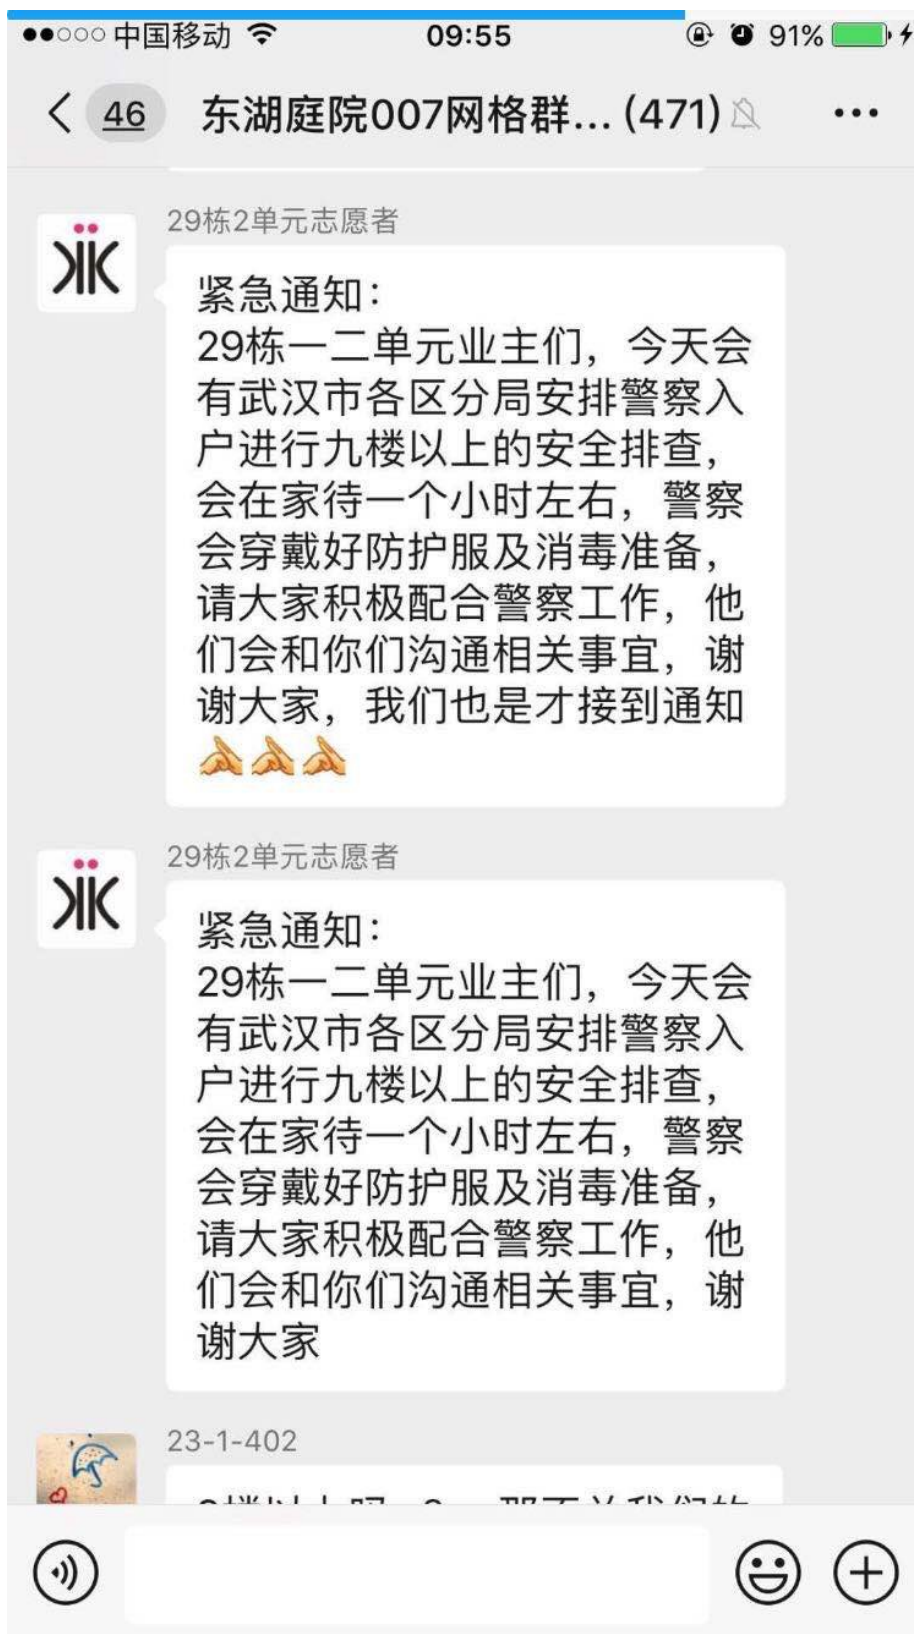 中国移动 09:55 91%
46 东湖庭院007网格群... (471)
29栋2单元志愿者
紧急通知：
29栋一二单元业主们，今天会
有武汉市各区分局安排警察入
户进行九楼以上的安全排查，
会在家待一个小时左右，警察
会穿戴好防护服及消毒准备，
请大家积极配合警察工作，他
们会和你们沟通相关事宜，谢
谢大家，我们也是才接到通知
29栋2单元志愿者
紧急通知：
29栋一二单元业主们，今天会
有武汉市各区分局安排警察入
户进行九楼以上的安全排查，
会在家待一个小时左右，警察
会穿戴好防护服及消毒准备，
请大家积极配合警察工作，他
们会和你们沟通相关事宜，谢
谢大家
23-1-402